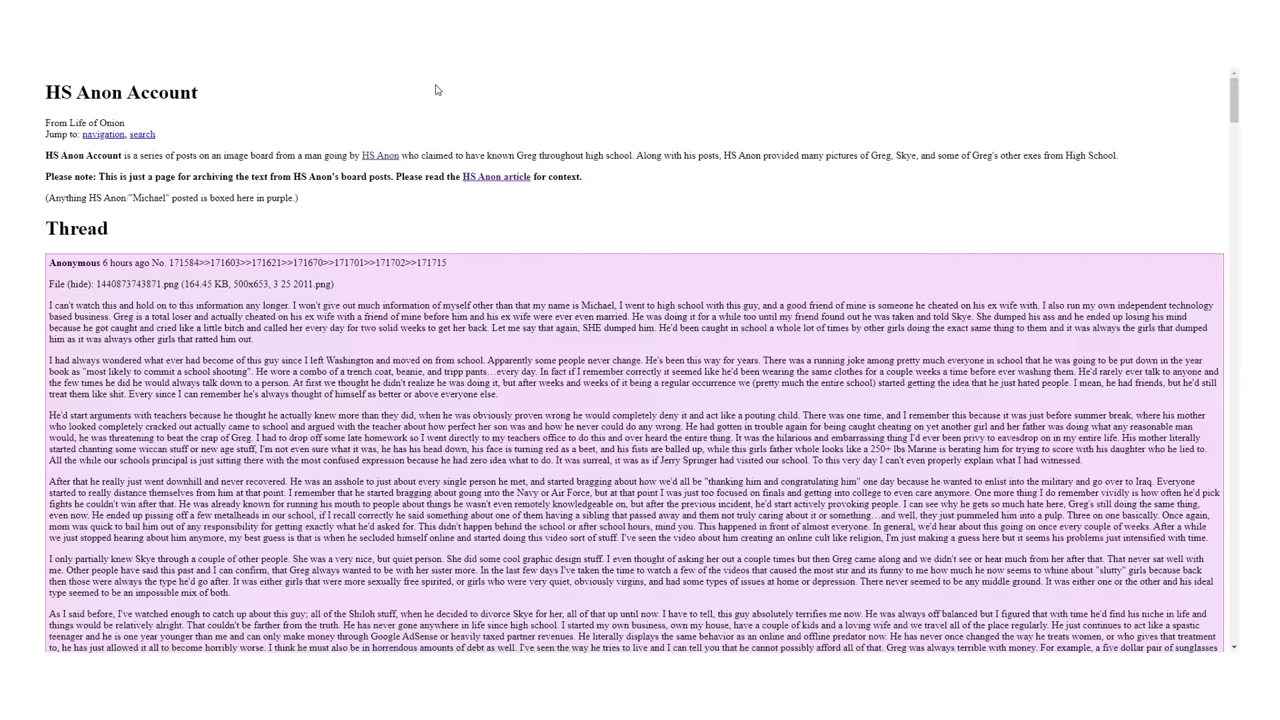 HS Anon Account
From Life of Onion
Jump to: navigation, search
HS Anon Account is a series of posts on an image board from a man going by HS Anon who claimed to have known Greg throughout high school. Along with his posts, HS Anon provided many pictures of Greg, Skye, and some of Greg's other exes from High School.
Please note: This is just a page for archiving the text from HS Anon's board posts. Please read the HS Anon article for context.
(Anything HS Anon/"Michael" posted is boxed here in purple.)
Thread
Anonymous 6 hours ago No. 171584>>171603>>171621>>171670>>171701>>171702>>171715
File (hide): 1440873743871.png (164.45 KB, 500x653, 3 25 2011.png)
I can't watch this and hold on to this information any longer. I won't give out much information of myself other than that my name is Michael, I went to high school with this guy, and a good friend of mine is someone he cheated on his ex wife with. I also run my own independent technology
based business. Greg is a total loser and actually cheated on his ex wife with a friend of mine before him and his ex wife were ever even married. He was doing it for a while too until my friend found out he was taken and told Skye. She dumped his ass and he ended up losing his mind
because he got caught and cried like a little bitch and called her every day for two solid weeks to get her back. Let me say that again, SHE dumped him. He'd been caught in school a whole lot of times by other girls doing the exact same thing to them and it was always the girls that dumped
him as it was always other girls that ratted him out.
I had always wondered what ever had become of this guy since I left Washington and moved on from school. Apparently some people never change. He's been this way for years. There was a running joke among pretty much everyone in school that he was going to be put down in the year
book as "most likely to commit a school shooting". He wore a combo of a trench coat, beanie, and tripp pants…every day. In fact if I remember correctly it seemed like he'd been wearing the same clothes for a couple weeks a time before ever washing them. He'd rarely ever talk to anyone and
the few times he did he would always talk down to a person. At first we thought he didn't realize he was doing it, but after weeks and weeks of it being a regular occurrence we (pretty much the entire school) started getting the idea that he just hated people. I mean, he had friends, but he'd still
treat them like shit. Every since I can remember he's always thought of himself as better or above everyone else.
He'd start arguments with teachers because he thought he actually knew more than they did, when he was obviously proven wrong he would completely deny it and act like a pouting child. There was one time, and I remember this because it was just before summer break, where his mother
who looked completely cracked out actually came to school and argued with the teacher about how perfect her son was and how he never could do any wrong. He had gotten in trouble again for being caught cheating on yet another girl and her father was doing what any reasonable man
would, he was threatening to beat the crap of Greg. I had to drop off some late homework so I went directly to my teachers office to do this and over heard the entire thing. It was the hilarious and embarrassing thing I'd ever been privy to eavesdrop on in my entire life. His mother literally
started chanting some wiccan stuff or new age stuff, I'm not even sure what it was, he has his head down, his face is turning red as a beet, and his fists are balled up, while this girls father whole looks like a 250+ lbs Marine is berating him for trying to score with his daughter who he lied to.
All the while our schools principal is just sitting there with the most confused expression because he had zero idea what to do. It was surreal, it was as if Jerry Springer had visited our school. To this very day I can't even properly explain what I had witnessed.
After that he really just went downhill and never recovered. He was an asshole to just about every single person he met, and started bragging about how we'd all be "thanking him and congratulating him" one day because he wanted to enlist into the military and go over to Iraq. Everyone
started to really distance themselves from him at that point. I remember that he started bragging about going into the Navy or Air Force, but at that point I was just too focused on finals and getting into college to even care anymore. One more thing I do remember vividly is how often he'd pick
fights he couldn't win after that. He was already known for running his mouth to people about things he wasn't even remotely knowledgeable on, but after the previous incident, he'd start actively provoking people. I can see why he gets so much hate here, Greg's still doing the same thing,
even now. He ended up pissing off a few metalheads in our school, if I recall correctly he said something about one of them having a sibling that passed away and them not truly caring about it or something…and well, they just pummeled him into a pulp. Three on one basically. Once again,
mom was quick to bail him out of any responsibility for getting exactly what he'd asked for. This didn't happen behind the school or after school hours, mind you. This happened in front of almost everyone. In general, we'd hear about this going on once every couple of weeks. After a while
we just stopped hearing about him anymore, my best guess is that is when he secluded himself online and started doing this video sort of stuff. I've seen the video about him creating an online cult like religion, I'm just making a guess here but it seems his problems just intensified with time.
I only partially knew Skye through a couple of other people. She was a very nice, but quiet person. She did some cool graphic design stuff. I even thought of asking her out a couple times but then Greg came along and we didn't see or hear much from her after that. That never sat well with
me. Other people have said this past and I can confirm, that Greg always wanted to be with her sister more. In the last few days I've taken the time to watch a few of the videos that caused the most stir and its funny to me how much he now seems to whine about "slutty" girls because back
then those were always the type he'd go after. It was either girls that were more sexually free spirited, or girls who were very quiet, obviously virgins, and had some types of issues at home or depression. There never seemed to be any middle ground. It was either one or the other and his ideal
type seemed to be an impossible mix of both.
As I said before, I've watched enough to catch up about this guy; all of the Shiloh stuff, when he decided to divorce Skye for her, all of that up until now. I have to tell, this guy absolutely terrifies me now. He was always off balanced but I figured that with time he'd find his niche in life and
things would be relatively alright. That couldn't be farther from the truth. He has never gone anywhere in life since high school. I started my own business, own my house, have a couple of kids and a loving wife and we travel all of the place regularly. He just continues to act like a spastic
teenager and he is one year younger than me and can only make money through Google AdSense or heavily taxed partner revenues. He literally displays the same behavior as an online and offline predator now. He has never once changed the way he treats women, or who gives that treatment
to, he has just allowed it all to become horribly worse. I think he must also be in horrendous amounts of debt as well. I've seen the way he tries to live and I can tell you that he cannot possibly afford all of that. Greg was always terrible with money. For example, a five dollar pair of sunglasses